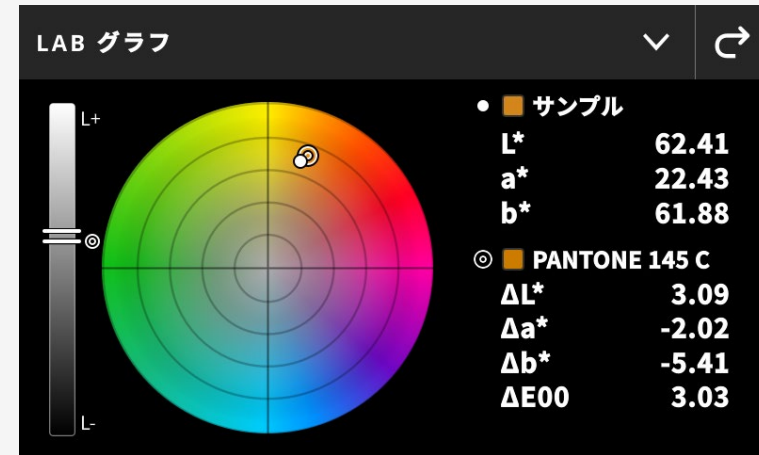 LAB グラフ
L+
L-
サンプル
L* 62.41
a* 22.43
b* 61.88
PANTONE 145 C
ΔL* 3.09
Δa* -2.02
Δb* -5.41
ΔE00 3.03